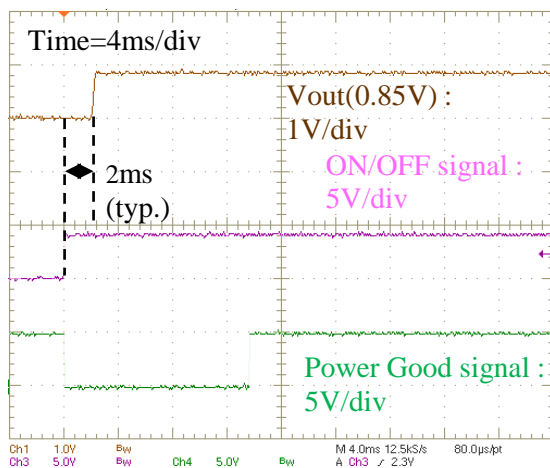 Time=4ms/div
Vout(0.85V) :
1V/div
ON/OFF signal :
5V/div
2ms
(typ.)
Power Good signal :
5V/div
Ch1 1.0V Bw M 4.0ms 12.5kS/s 80.0µs/pt
Ch3 5.0V Bw Ch4 5.0V Bw A Ch3 / 2.3V